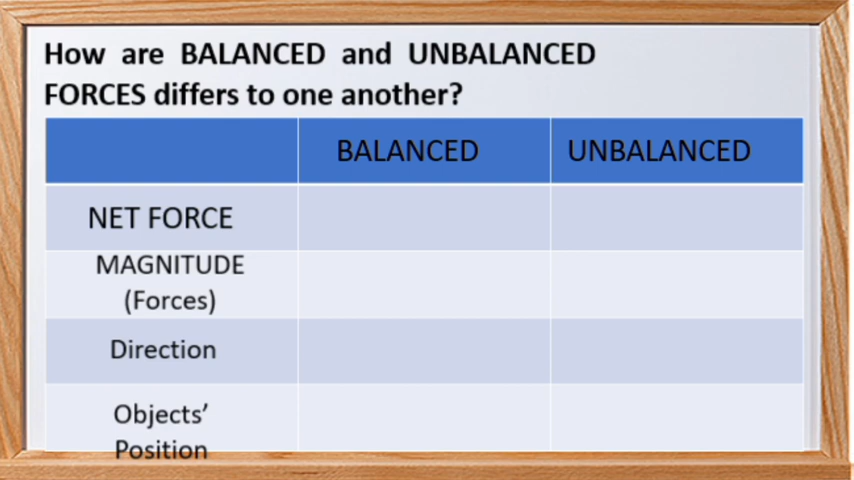 How are BALANCED and UNBALANCED
FORCES differs to one another?
BALANCED UNBALANCED
NET FORCE
MAGNITUDE
(Forces)
Direction
Objects’
Position